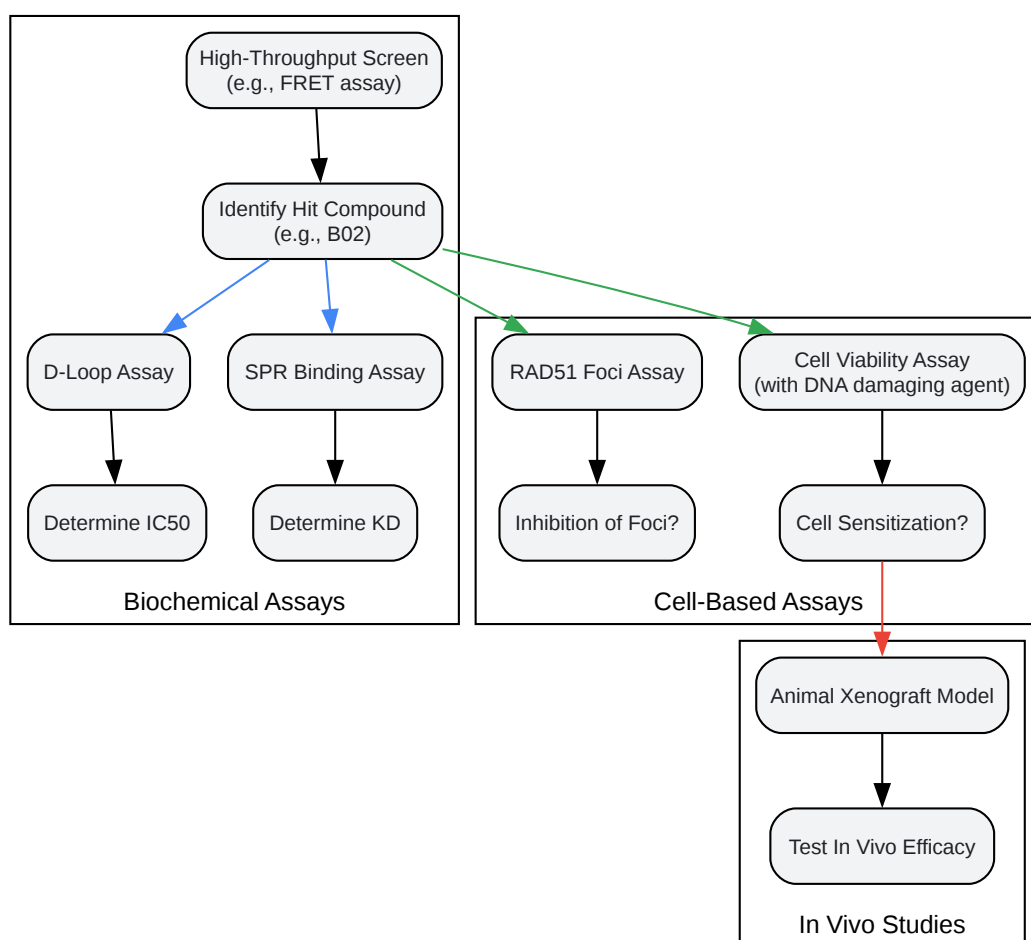 High-Throughput Screen
(e.g., FRET assay)
Identify Hit Compound
(e.g., B02)
D-Loop Assay
SPR Binding Assay
RAD51 Foci Assay
Cell Viability Assay
(with DNA damaging agent)
Determine IC50
Determine KD
Inhibition of Foci?
Cell Sensitization?
Biochemical Assays
Cell-Based Assays
Animal Xenograft Model
Test In Vivo Efficacy
In Vivo Studies